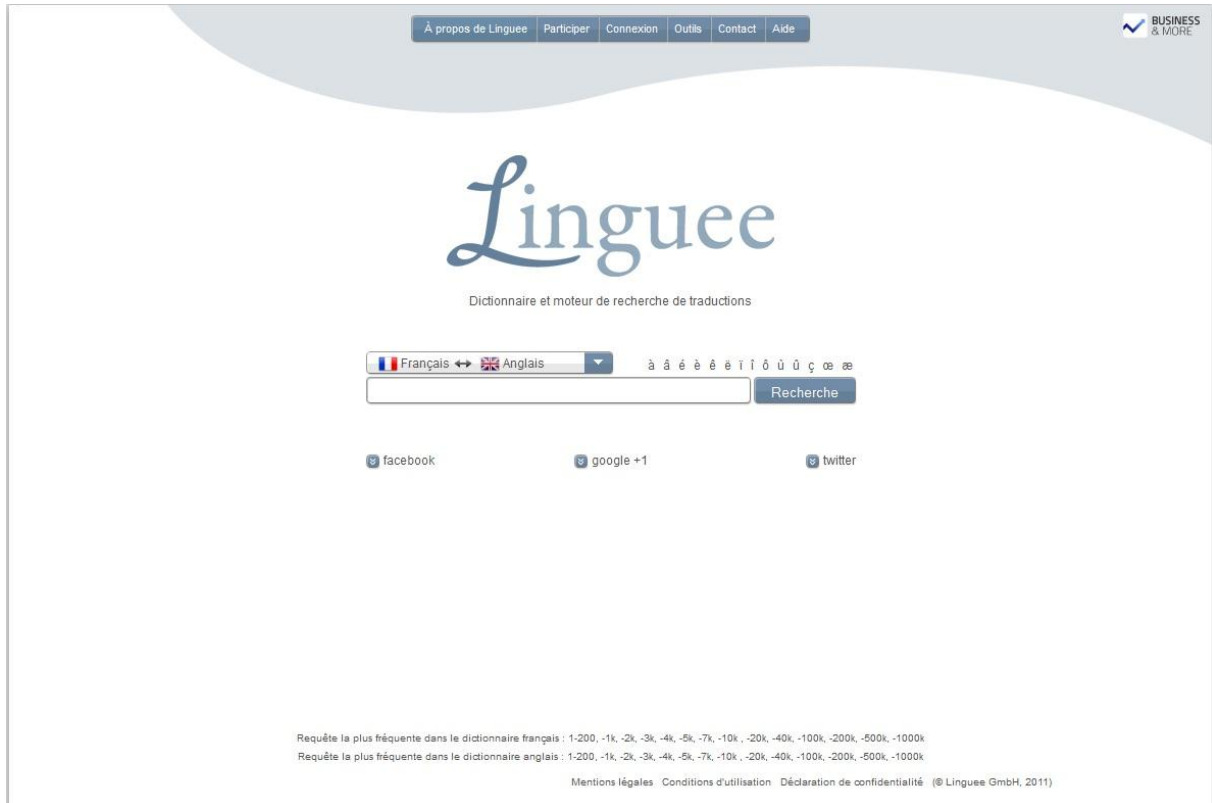 À propos de Linguee Participer Connexion Outils Contact Aide
BUSINESS
& MORE
Linguee
Dictionnaire et moteur de recherche de traductions
Français ↔ Anglais
à â é è ê ë ï î ô ù û ç œ æ
Recherche
facebook google +1 twitter
Requête la plus fréquente dans le dictionnaire français : 1-200, -1k, -2k, -3k, -4k, -5k, -7k, -10k , -20k, -40k, -100k, -200k, -500k, -1000k
Requête la plus fréquente dans le dictionnaire anglais : 1-200, -1k, -2k, -3k, -4k, -5k, -7k, -10k , -20k, -40k, -100k, -200k, -500k, -1000k
Mentions légales Conditions d'utilisation Déclaration de confidentialité (© Linguee GmbH, 2011)